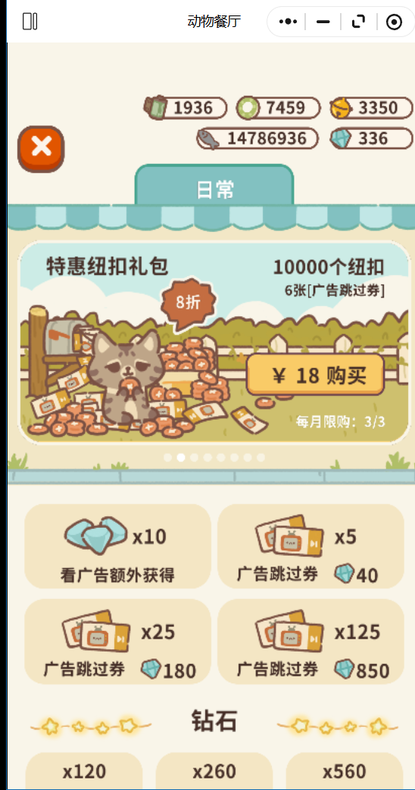 动物餐厅
1936 7459 3350
14786936 336
日常
特惠纽扣礼包
10000个纽扣
6张[广告跳过券]
8折
¥ 18 购买
每月限购：3/3
x10
看广告额外获得
x5
广告跳过券 40
x25
广告跳过券 180
x125
广告跳过券 850
钻石
x120 x260 x560